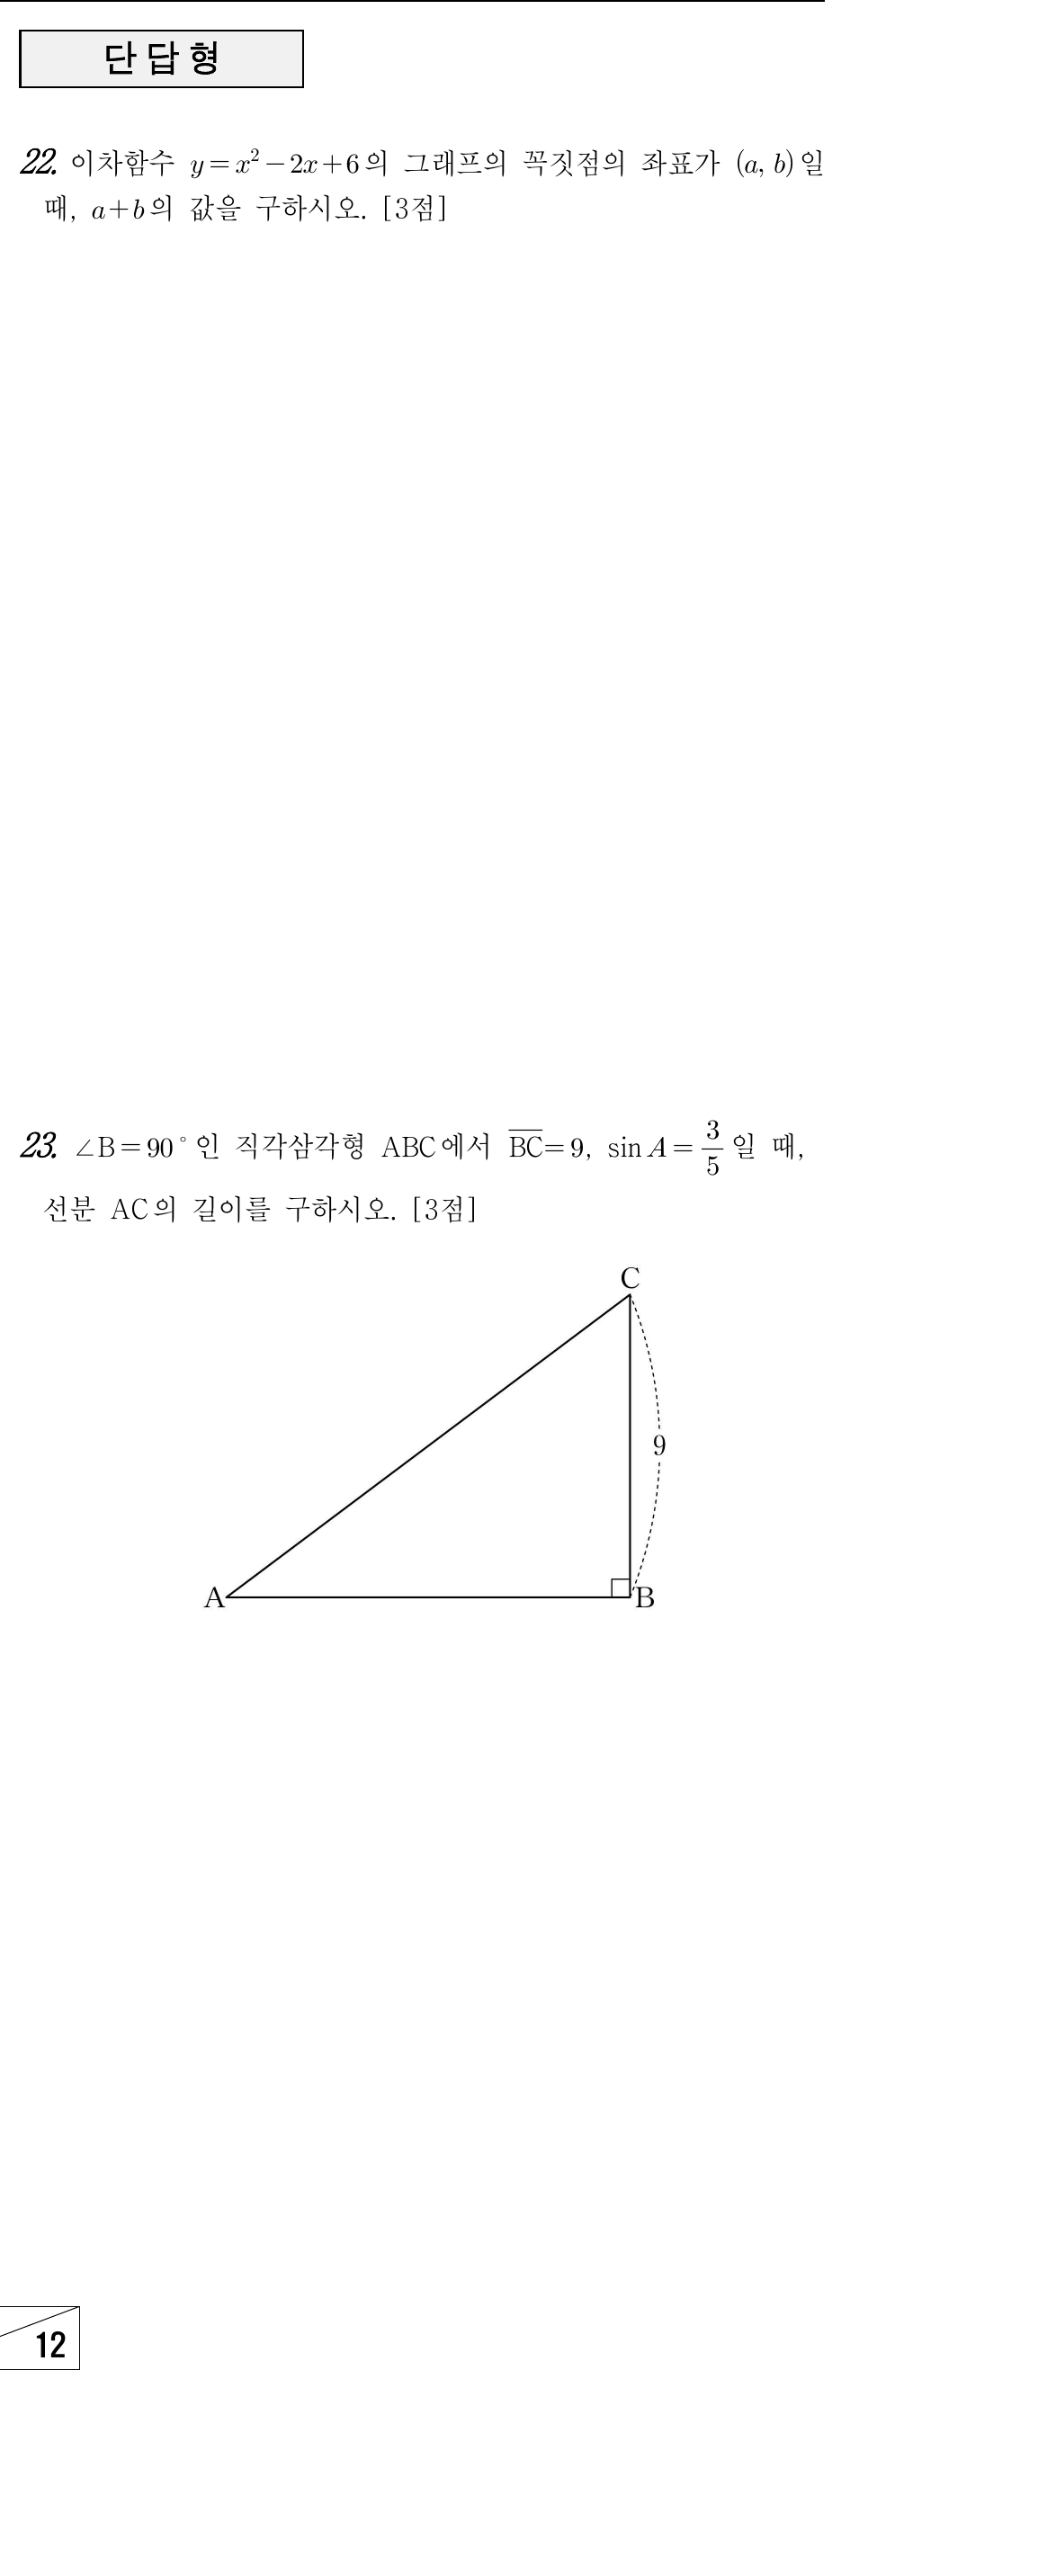 단답형
22. 이차함수 y=x²-2x+6의 그래프의 꼭짓점의 좌표가 (a, b)일
때, a+b의 값을 구하시오. [3점]
23. ∠B=90°인 직각삼각형 ABC에서 B̅C̅=9, sin A=3/5일 때,
선분 AC의 길이를 구하시오. [3점]
C
9
A
B
12